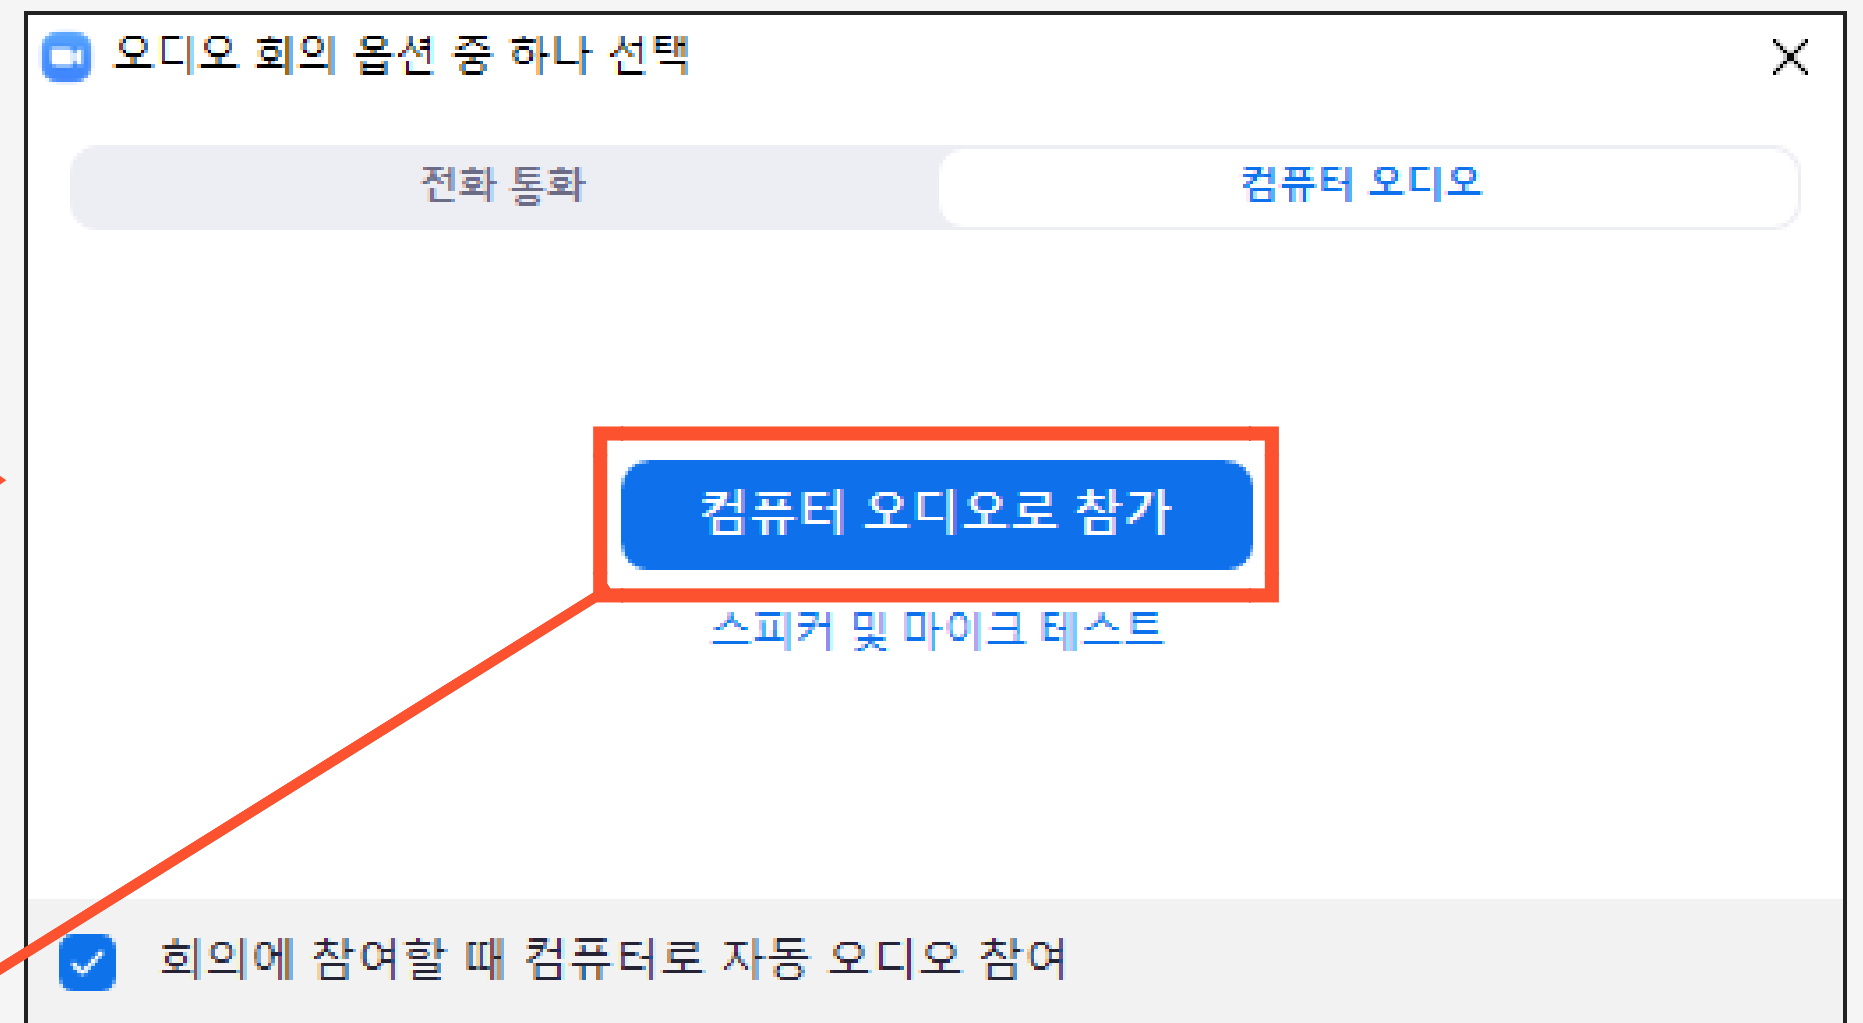 오디오 회의 옵션 중 하나 선택
전화 통화
컴퓨터 오디오
컴퓨터 오디오로 참가
스피커 및 마이크 테스트
회의에 참여할 때 컴퓨터로 자동 오디오 참여